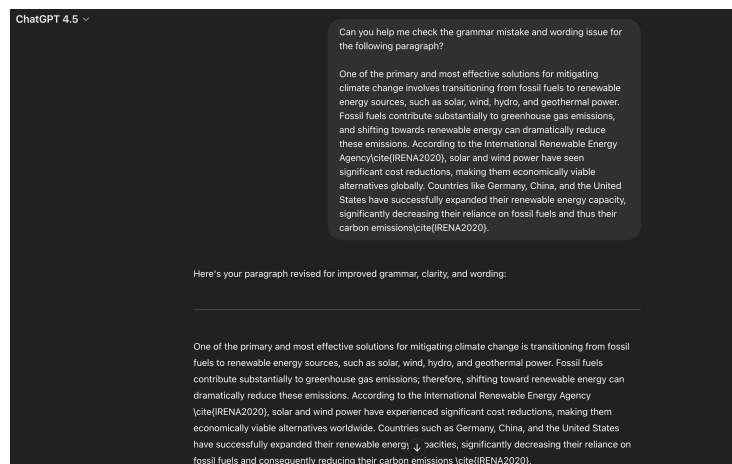 ChatGPT 4.5
Can you help me check the grammar mistake and wording issue for
the following paragraph?
One of the primary and most effective solutions for mitigating
climate change involves transitioning from fossil fuels to renewable
energy sources, such as solar, wind, hydro, and geothermal power.
Fossil fuels contribute substantially to greenhouse gas emissions,
and shifting towards renewable energy can dramatically reduce
these emissions. According to the International Renewable Energy
Agency\cite{IRENA2020}, solar and wind power have seen
significant cost reductions, making them economically viable
alternatives globally. Countries like Germany, China, and the United
States have successfully expanded their renewable energy capacity,
significantly decreasing their reliance on fossil fuels and thus their
carbon emissions\cite{IRENA2020}.
Here's your paragraph revised for improved grammar, clarity, and wording:
One of the primary and most effective solutions for mitigating climate change is transitioning from fossil
fuels to renewable energy sources, such as solar, wind, hydro, and geothermal power. Fossil fuels
contribute substantially to greenhouse gas emissions; therefore, shifting toward renewable energy can
dramatically reduce these emissions. According to the International Renewable Energy Agency
\cite{IRENA2020}, solar and wind power have experienced significant cost reductions, making them
economically viable alternatives worldwide. Countries such as Germany, China, and the United States
have successfully expanded their renewable energy capacities, significantly decreasing their reliance on
fossil fuels and consequently reducing their carbon emissions \cite{IRENA2020}.